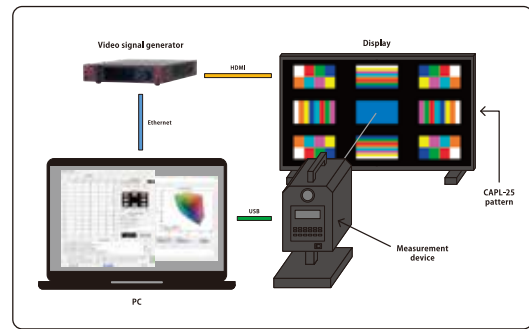 Video signal generator
Display
HDMI
Ethernet
CAPL-25
pattern
USB
Measurement
device
PC